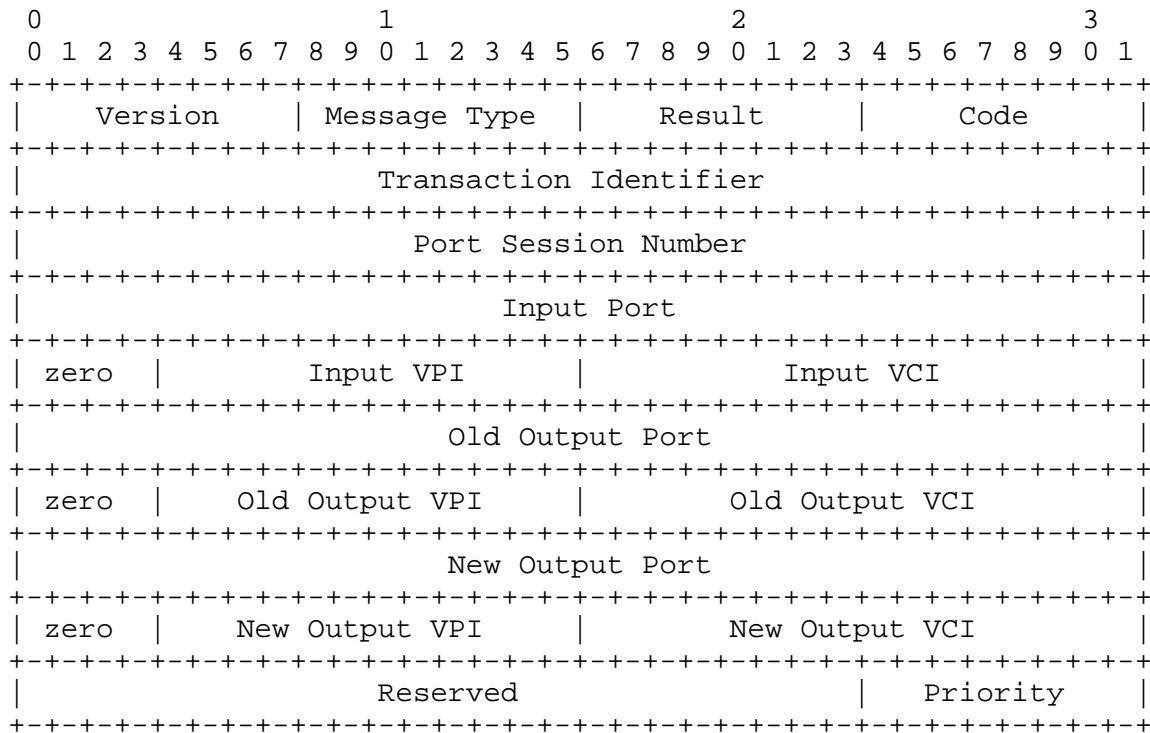 0                   1                   2                   3
 0 1 2 3 4 5 6 7 8 9 0 1 2 3 4 5 6 7 8 9 0 1 2 3 4 5 6 7 8 9 0 1
+-+-+-+-+-+-+-+-+-+-+-+-+-+-+-+-+-+-+-+-+-+-+-+-+-+-+-+-+-+-+-+-+
|    Version    | Message Type  |    Result     |     Code      |
+-+-+-+-+-+-+-+-+-+-+-+-+-+-+-+-+-+-+-+-+-+-+-+-+-+-+-+-+-+-+-+-+
|                    Transaction Identifier                     |
+-+-+-+-+-+-+-+-+-+-+-+-+-+-+-+-+-+-+-+-+-+-+-+-+-+-+-+-+-+-+-+-+
|                      Port Session Number                      |
+-+-+-+-+-+-+-+-+-+-+-+-+-+-+-+-+-+-+-+-+-+-+-+-+-+-+-+-+-+-+-+-+
|                           Input Port                          |
+-+-+-+-+-+-+-+-+-+-+-+-+-+-+-+-+-+-+-+-+-+-+-+-+-+-+-+-+-+-+-+-+
| zero  |        Input VPI      |           Input VCI           |
+-+-+-+-+-+-+-+-+-+-+-+-+-+-+-+-+-+-+-+-+-+-+-+-+-+-+-+-+-+-+-+-+
|                        Old Output Port                        |
+-+-+-+-+-+-+-+-+-+-+-+-+-+-+-+-+-+-+-+-+-+-+-+-+-+-+-+-+-+-+-+-+
| zero  |    Old Output VPI     |        Old Output VCI         |
+-+-+-+-+-+-+-+-+-+-+-+-+-+-+-+-+-+-+-+-+-+-+-+-+-+-+-+-+-+-+-+-+
|                        New Output Port                        |
+-+-+-+-+-+-+-+-+-+-+-+-+-+-+-+-+-+-+-+-+-+-+-+-+-+-+-+-+-+-+-+-+
| zero  |    New Output VPI     |        New Output VCI         |
+-+-+-+-+-+-+-+-+-+-+-+-+-+-+-+-+-+-+-+-+-+-+-+-+-+-+-+-+-+-+-+-+
|                    Reserved                   |   Priority    |
+-+-+-+-+-+-+-+-+-+-+-+-+-+-+-+-+-+-+-+-+-+-+-+-+-+-+-+-+-+-+-+-+